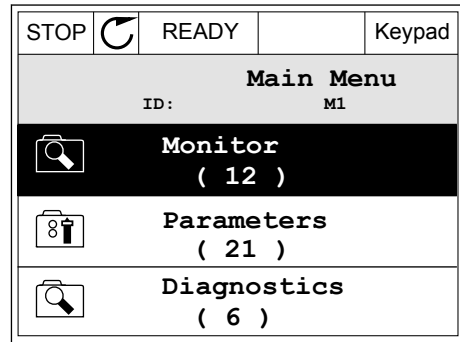 STOP READY Keypad
Main Menu
ID: M1
Monitor
( 12 )
Parameters
( 21 )
Diagnostics
( 6 )